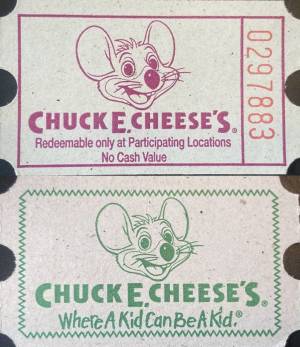 CHUCK E. CHEESE'S®
Redeemable only at Participating Locations
No Cash Value
0297883
CHUCK E. CHEESE'S®
Where A Kid Can Be A Kid.®